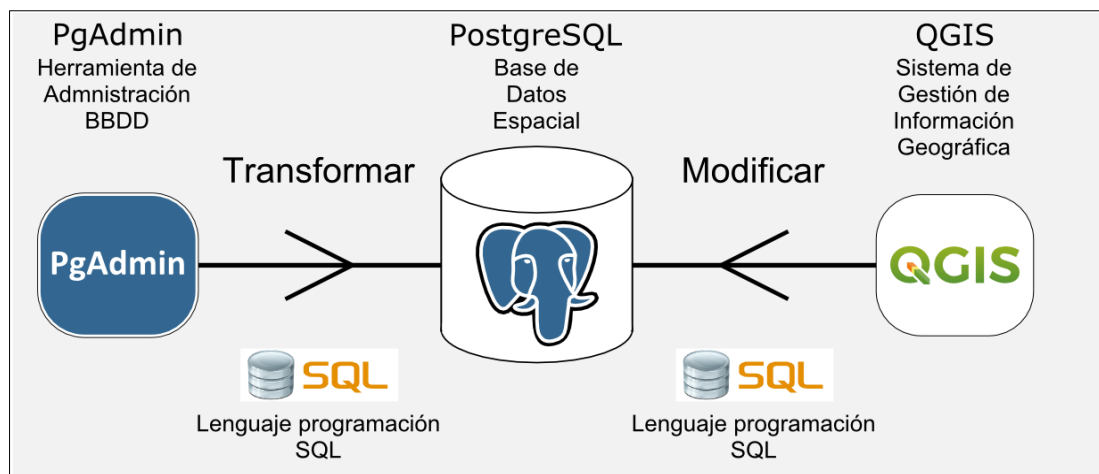 PgAdmin
Herramienta de
Admnistración
BBDD
PostgreSQL
Base de
Datos
Espacial
QGIS
Sistema de
Gestión de
Información
Geográfica
Transformar
Modificar
PgAdmin
QGIS
SQL
Lenguaje programación
SQL
SQL
Lenguaje programación
SQL